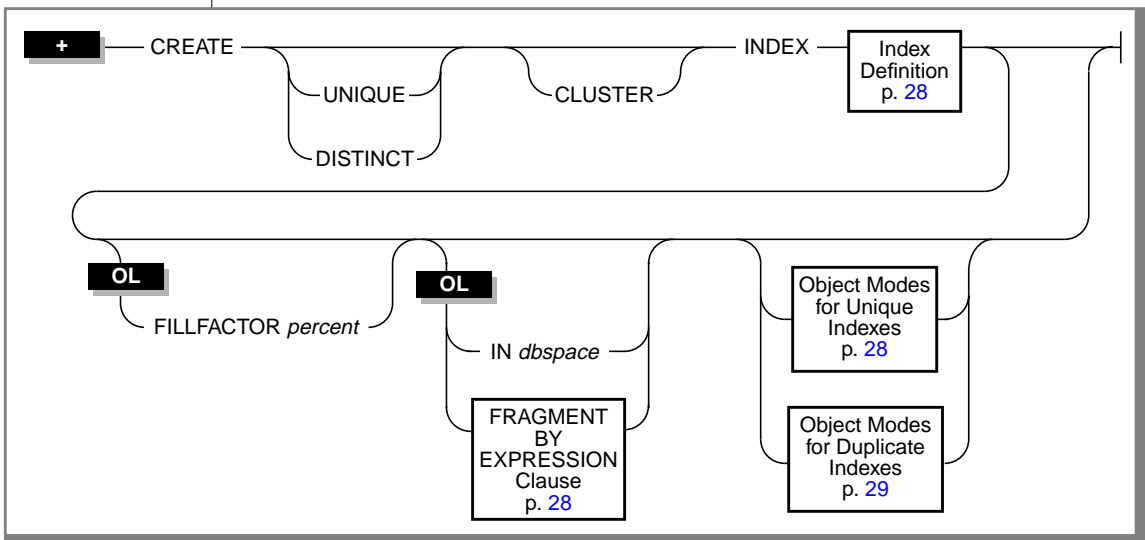 +
CREATE
UNIQUE
DISTINCT
CLUSTER
INDEX
Index
Definition
p. 28
OL
FILLFACTOR percent
OL
IN dbspace
FRAGMENT
BY
EXPRESSION
Clause
p. 28
Object Modes
for Unique
Indexes
p. 28
Object Modes
for Duplicate
Indexes
p. 29